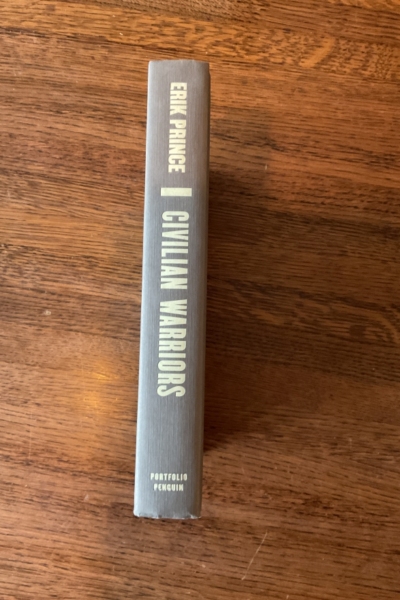 ERIK PRINCE
CIVILIAN WARRIORS
PORTFOLIO
PENGUIN